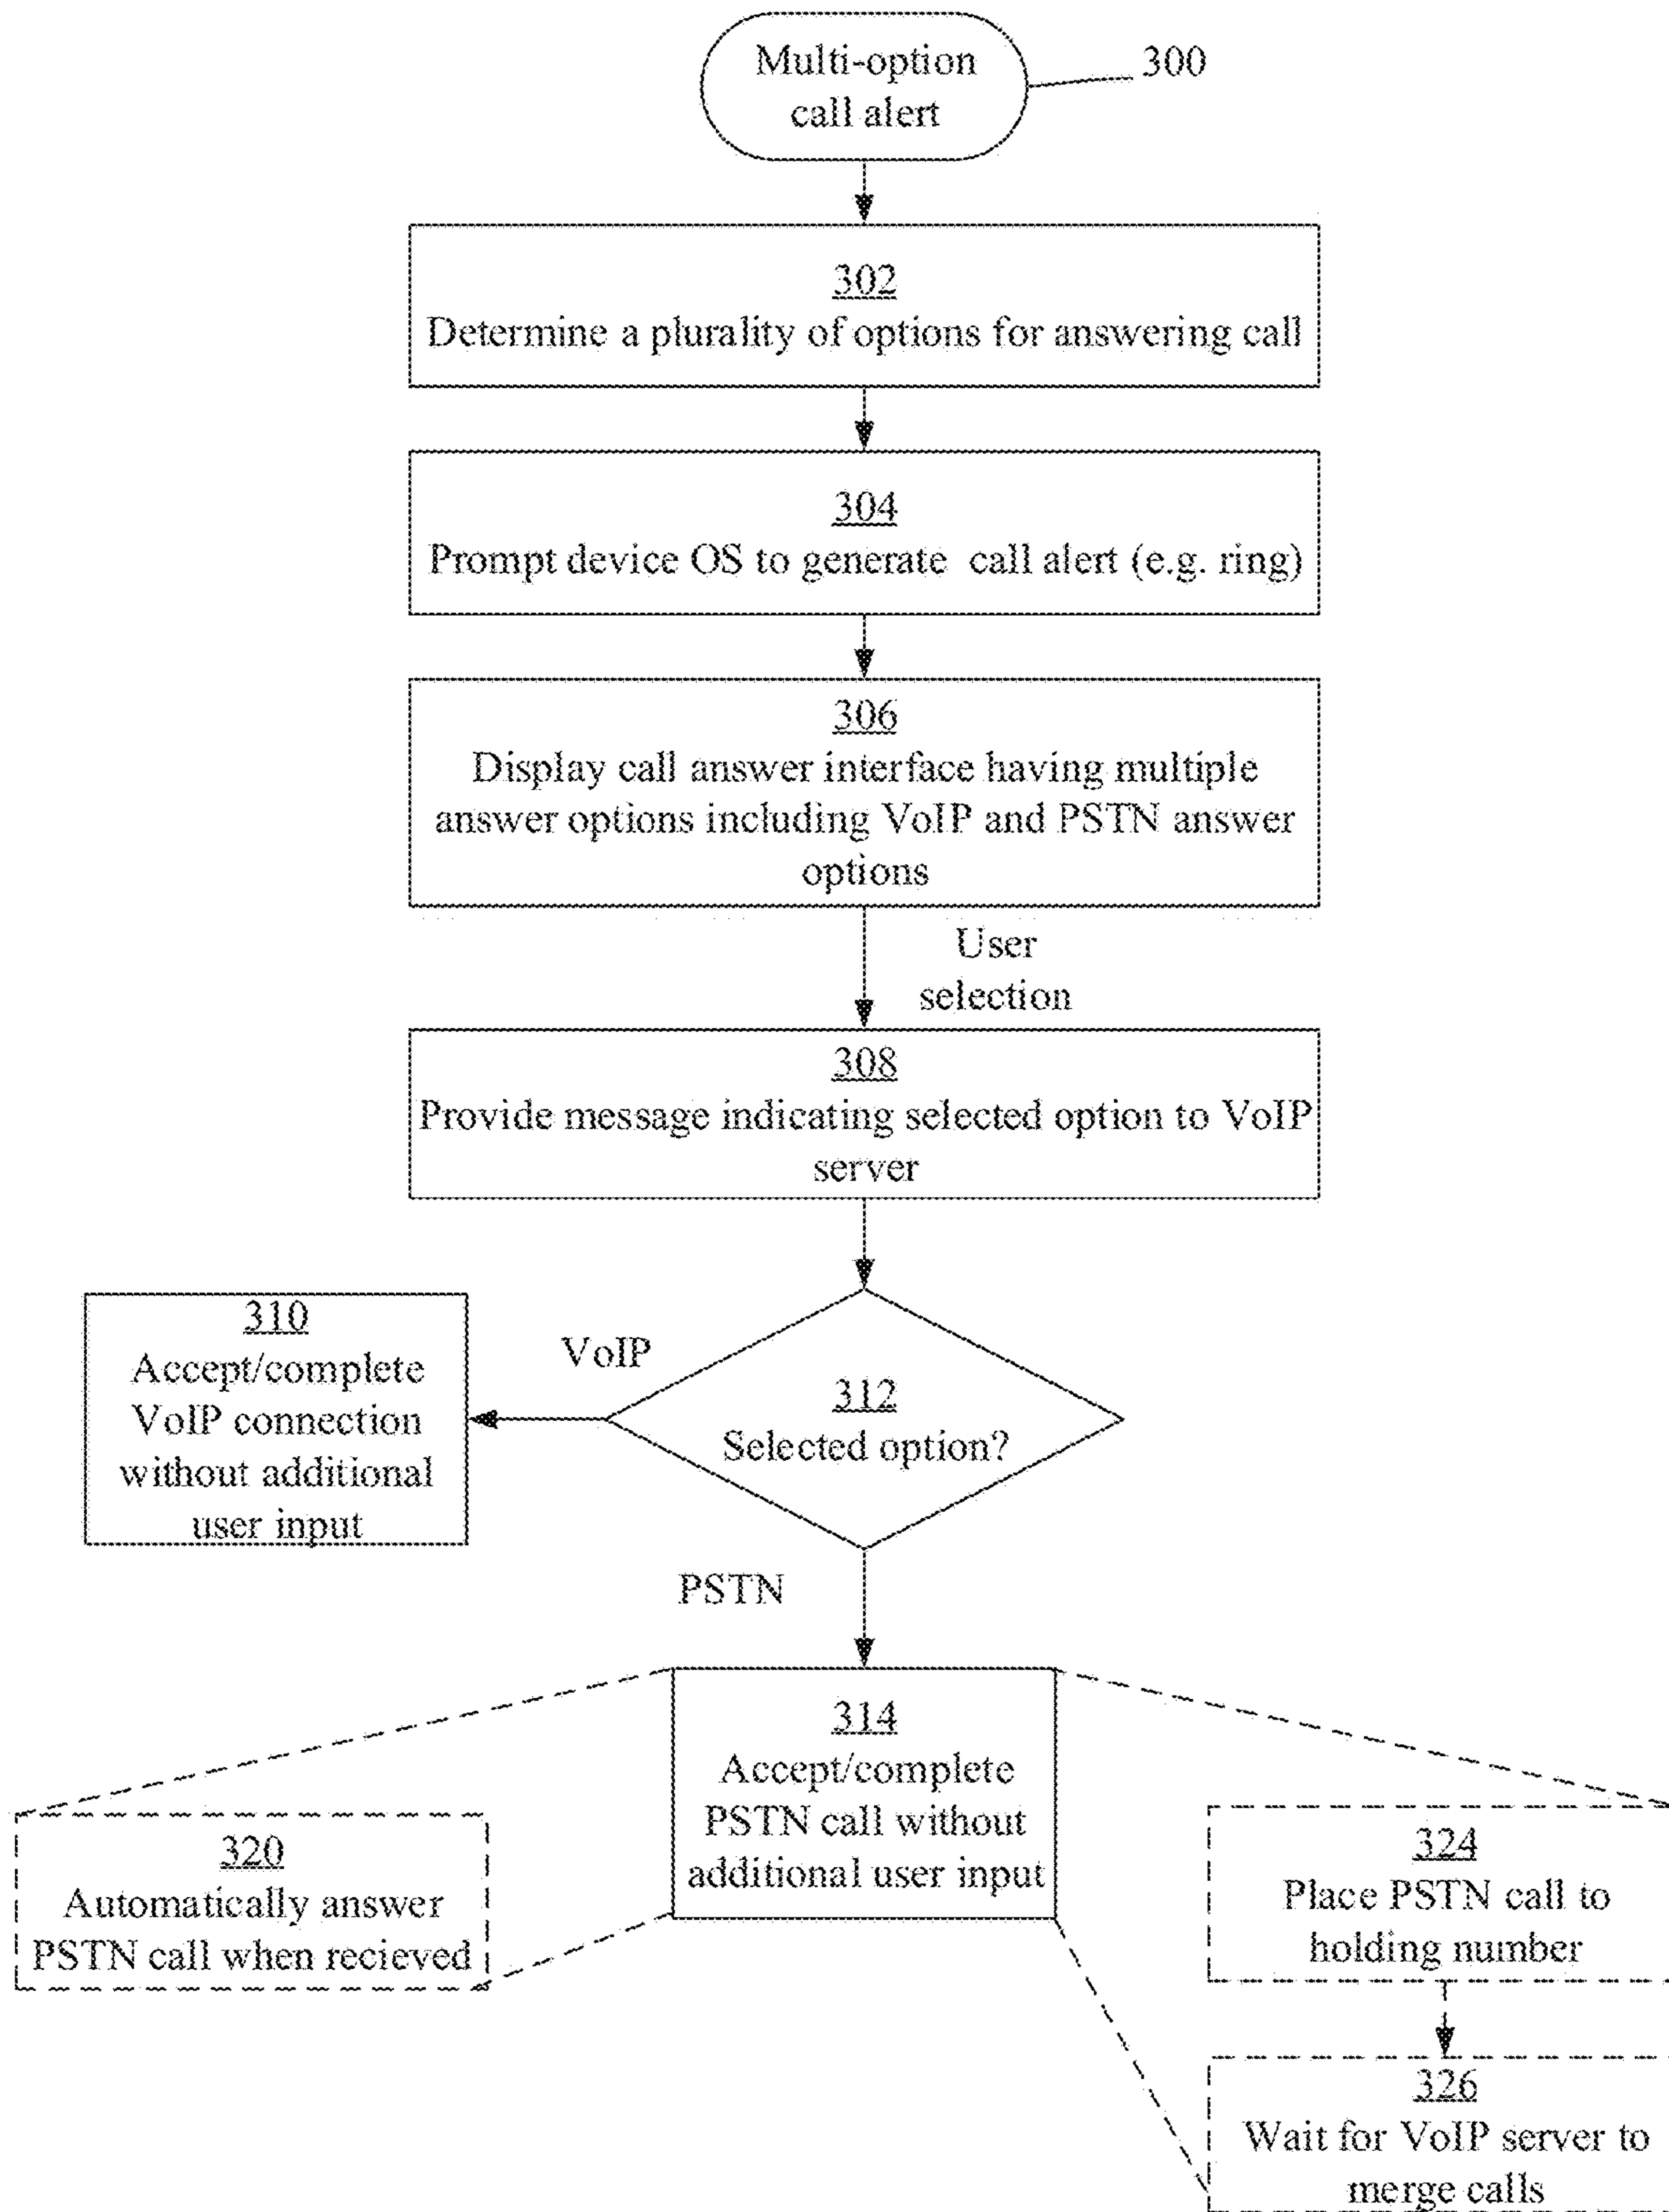 Multi-option
call alert
300
302
Determine a plurality of options for answering call
304
Prompt device OS to generate call alert (e.g. ring)
306
Display call answer interface having multiple
answer options including VoIP and PSTN answer
options
User
selection
308
Provide message indicating selected option to VoIP
server
310
Accept/complete
VoIP connection
without additional
user input
VoIP
312
Selected option?
PSTN
314
Accept/complete
PSTN call without
additional user input
320
Automatically answer
PSTN call when recieved
324
Place PSTN call to
holding number
326
Wait for VoIP server to
merge calls